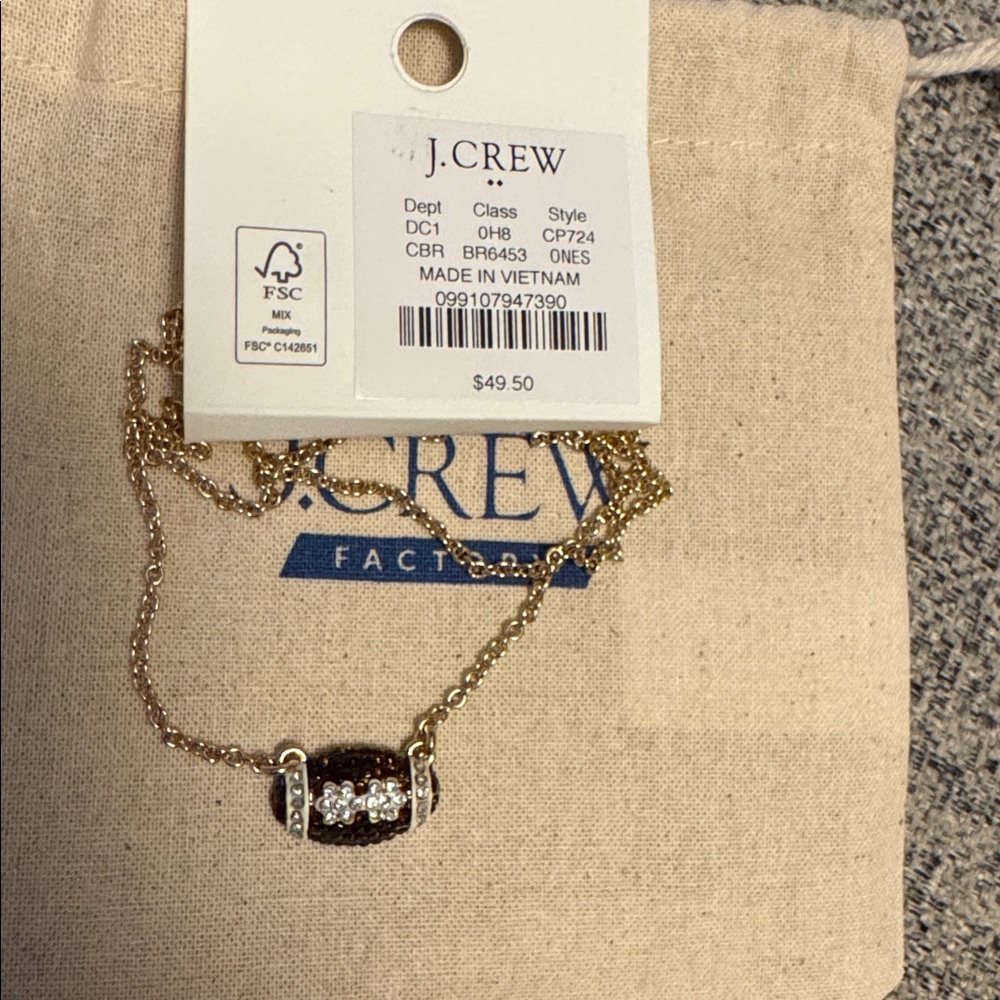 J.CREW
Dept Class Style
DC1 0H8 CP724
CBR BR6453 0NES
MADE IN VIETNAM
099107947390
$49.50
FSC
MIX
Packaging
FSC® C142651
J.CREW
FACTORY